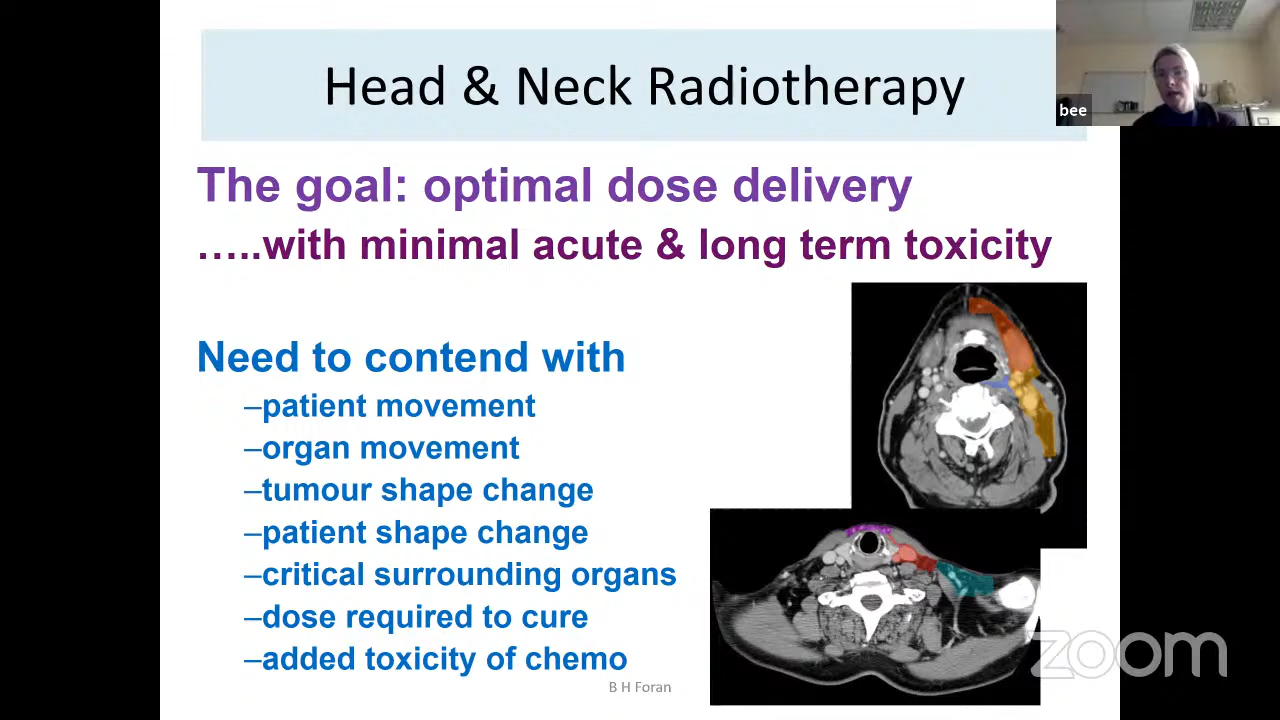 Head & Neck Radiotherapy
bee
The goal: optimal dose delivery
…..with minimal acute & long term toxicity
Need to contend with
–patient movement
–organ movement
–tumour shape change
–patient shape change
–critical surrounding organs
–dose required to cure
–added toxicity of chemo
B H Foran
zoom